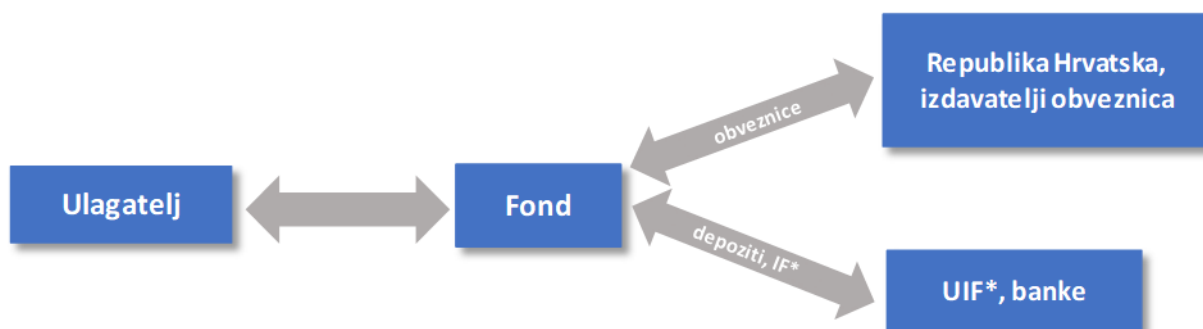 Ulagatelj
Fond
obveznice
Republika Hrvatska,
izdavatelji obveznica
depoziti, IF*
UIF*, banke